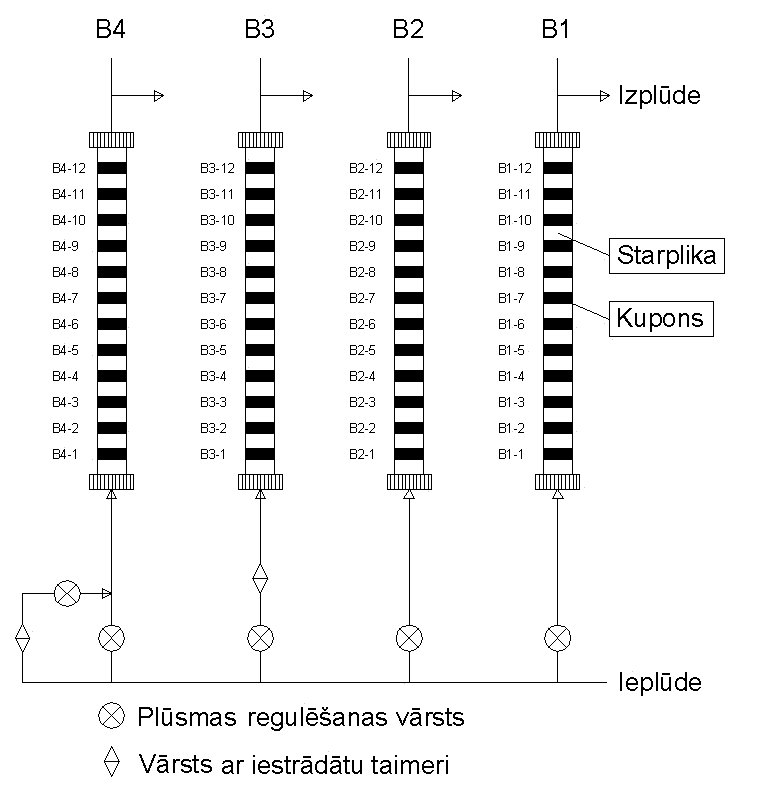 B4 B3 B2 B1
Izplūde
B4-12 B3-12 B2-12 B1-12
B4-11 B3-11 B2-11 B1-11
B4-10 B3-10 B2-10 B1-10
B4-9 B3-9 B2-9 B1-9
Starplika
B4-8 B3-8 B2-8 B1-8
B4-7 B3-7 B2-7 B1-7
Kupons
B4-6 B3-6 B2-6 B1-6
B4-5 B3-5 B2-5 B1-5
B4-4 B3-4 B2-4 B1-4
B4-3 B3-3 B2-3 B1-3
B4-2 B3-2 B2-2 B1-2
B4-1 B3-1 B2-1 B1-1
Ieplūde
Plūsmas regulēšanas vārsts
Vārsts ar iestrādātu taimeri